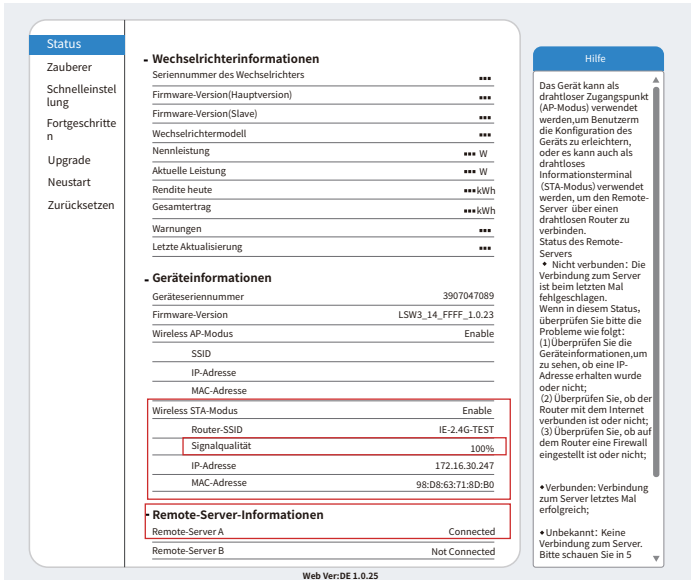 Status
Zauberer
Schnelleinstel
lung
Fortgeschritte
n
Upgrade
Neustart
Zurücksetzen
- Wechselrichterinformationen
Seriennummer des Wechselrichters ---
Firmware-Version(Hauptversion) ---
Firmware-Version(Slave) ---
Wechselrichtermodell ---
Nennleistung --- W
Aktuelle Leistung --- W
Rendite heute --- kWh
Gesamtertrag --- kWh
Warnungen ---
Letzte Aktualisierung ---
- Geräteinformationen
Geräteseriennummer 3907047089
Firmware-Version LSW3_14_FFFF_1.0.23
Wireless AP-Modus Enable
SSID
IP-Adresse
MAC-Adresse
Wireless STA-Modus Enable
Router-SSID IE-2.4G-TEST
Signalqualität 100%
IP-Adresse 172.16.30.247
MAC-Adresse 98:D8:63:71:8D:B0
- Remote-Server-Informationen
Remote-Server A Connected
Remote-Server B Not Connected
Hilfe
Das Gerät kann als
drahtloser Zugangspunkt
(AP-Modus) verwendet
werden,um Benutzerm
die Konfiguration des
Geräts zu erleichtern,
oder es kann auch als
drahtloses
Informationsterminal
(STA-Modus)verwendet
werden, um den Remote-
Server über einen
drahtlosen Router zu
verbinden.
Status des Remote-
Servers
◆ Nicht verbunden: Die
Verbindung zum Server
ist beim letzten Mal
fehlgeschlagen.
Wenn in diesem Status,
überprüfen Sie bitte die
Probleme wie folgt:
(1)Überprüfen Sie die
Geräteinformationen,um
zu sehen, ob eine IP-
Adresse erhalten wurde
oder nicht;
(2)Überprüfen Sie, ob der
Router mit dem Internet
verbunden ist oder nicht;
(3)Überprüfen Sie, ob auf
dem Router eine Firewall
eingestellt ist oder nicht;
◆Verbunden: Verbindung
zum Server letztes Mal
erfolgreich;
◆Unbekannt: Keine
Verbindung zum Server.
Bitte schauen Sie in 5
Web Ver:DE 1.0.25